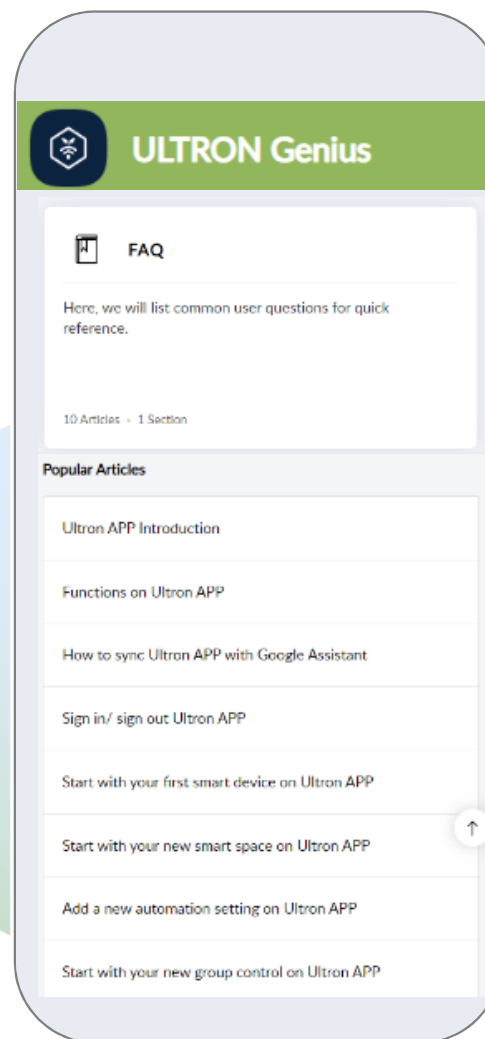 ULTRON Genius
FAQ
Here, we will list common user questions for quick
reference.
10 Articles • 1 Section
Popular Articles
Ultron APP Introduction
Functions on Ultron APP
How to sync Ultron APP with Google Assistant
Sign in/ sign out Ultron APP
Start with your first smart device on Ultron APP
Start with your new smart space on Ultron APP
Add a new automation setting on Ultron APP
Start with your new group control on Ultron APP